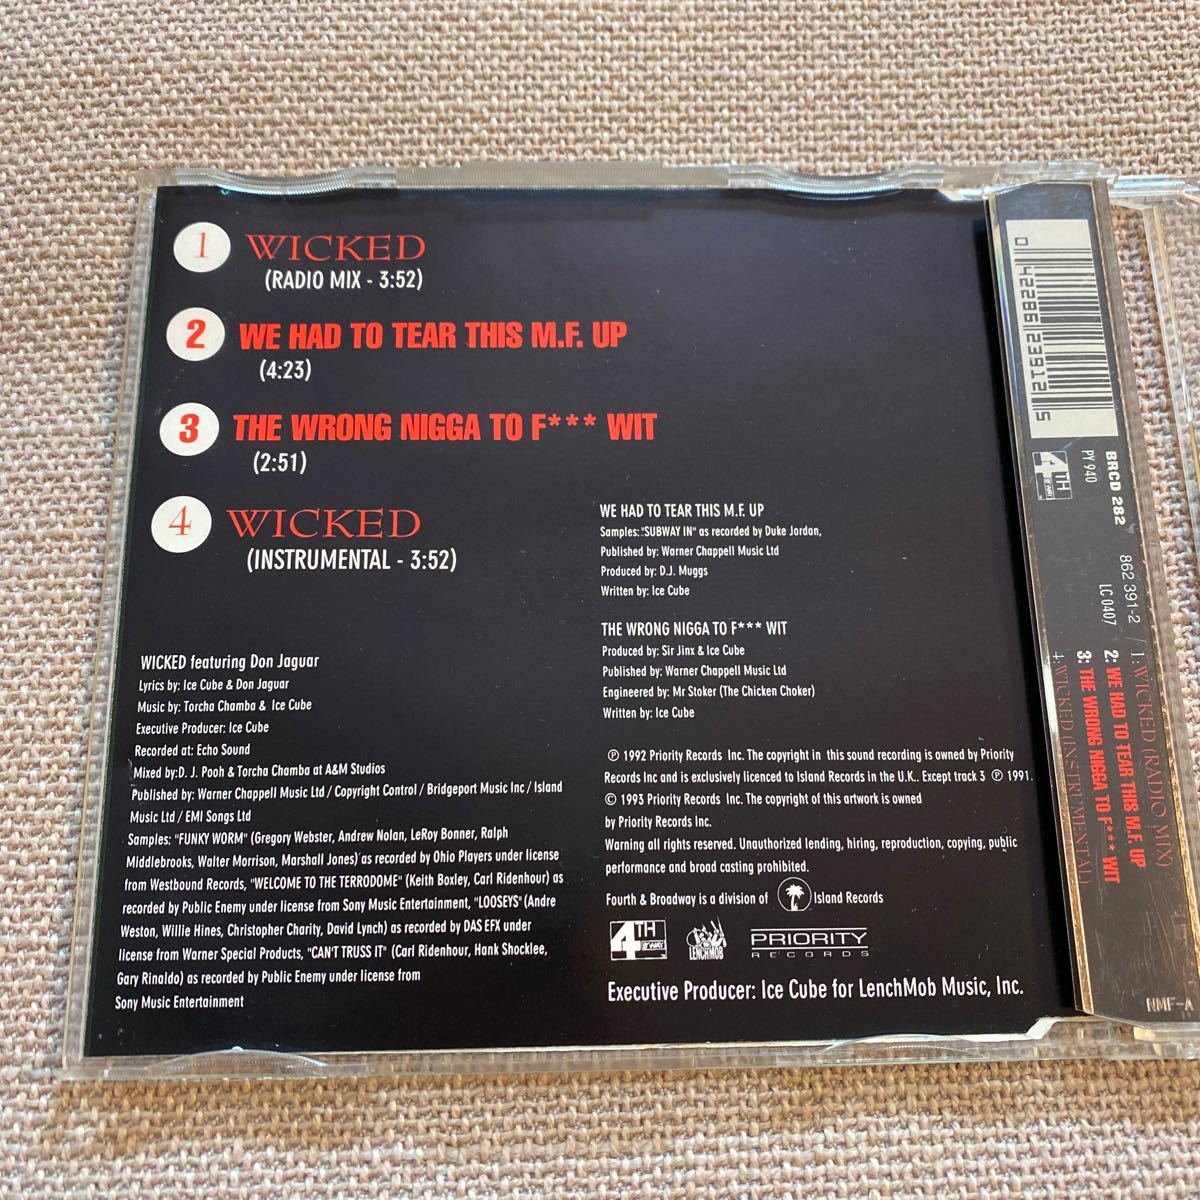 1 WICKED
(RADIO MIX - 3:52)
2 WE HAD TO TEAR THIS M.F. UP
(4:23)
3 THE WRONG NIGGA TO F*** WIT
(2:51)
4 WICKED
(INSTRUMENTAL - 3:52)
WICKED featuring Don Jaguar
Lyrics by: Ice Cube & Don Jaguar
Music by: Torcha Chamba & Ice Cube
Executive Producer: Ice Cube
Recorded at: Echo Sound
Mixed by:D. J. Pooh & Torcha Chamba at A&M Studios
Published by: Warner Chappell Music Ltd / Copyright Control / Bridgeport Music Inc / Island
Music Ltd / EMI Songs Ltd
Samples: "FUNKY WORM" (Gregory Webster, Andrew Nolan, LeRoy Bonner, Ralph
Middlebrooks, Walter Morrison, Marshall Jones) as recorded by Ohio Players under license
from Westbound Records, "WELCOME TO THE TERRODOME" (Keith Boxley, Carl Ridenhour) as
recorded by Public Enemy under license from Sony Music Entertainment, "LOOSEYS" (Andre
Weston, Willie Hines, Christopher Charity, David Lynch) as recorded by DAS EFX under
license from Warner Special Products, "CAN'T TRUSS IT" (Carl Ridenhour, Hank Shocklee,
Gary Rinaldo) as recorded by Public Enemy under license from
Sony Music Entertainment
WE HAD TO TEAR THIS M.F. UP
Samples: "SUBWAY IN" as recorded by Duke Jordan,
Published by: Warner Chappell Music Ltd
Produced by: D.J. Muggs
Written by: Ice Cube
THE WRONG NIGGA TO F*** WIT
Produced by: Sir Jinx & Ice Cube
Published by: Warner Chappell Music Ltd
Engineered by: Mr Stoker (The Chicken Choker)
Written by: Ice Cube
℗ 1992 Priority Records Inc. The copyright in this sound recording is owned by Priority
Records Inc and is exclusively licenced to Island Records in the U.K.. Except track 3 ℗ 1991.
© 1993 Priority Records Inc. The copyright of this artwork is owned
by Priority Records Inc.
Warning all rights reserved. Unauthorized lending, hiring, reproduction, copying, public
performance and broad casting prohibited.
Fourth & Broadway is a division of Island Records
4TH B'WAY
LENCHMOB
PRIORITY
RECORDS
Executive Producer: Ice Cube for LenchMob Music, Inc.
0 42286 23912 5
4TH B'WAY
BRCD 282
PY 940
862 391-2
LC 0407
1: WICKED (RADIO MIX)
2: WE HAD TO TEAR THIS M.F. UP
3: THE WRONG NIGGA TO F*** WIT
4: WICKED (INSTRUMENTAL)